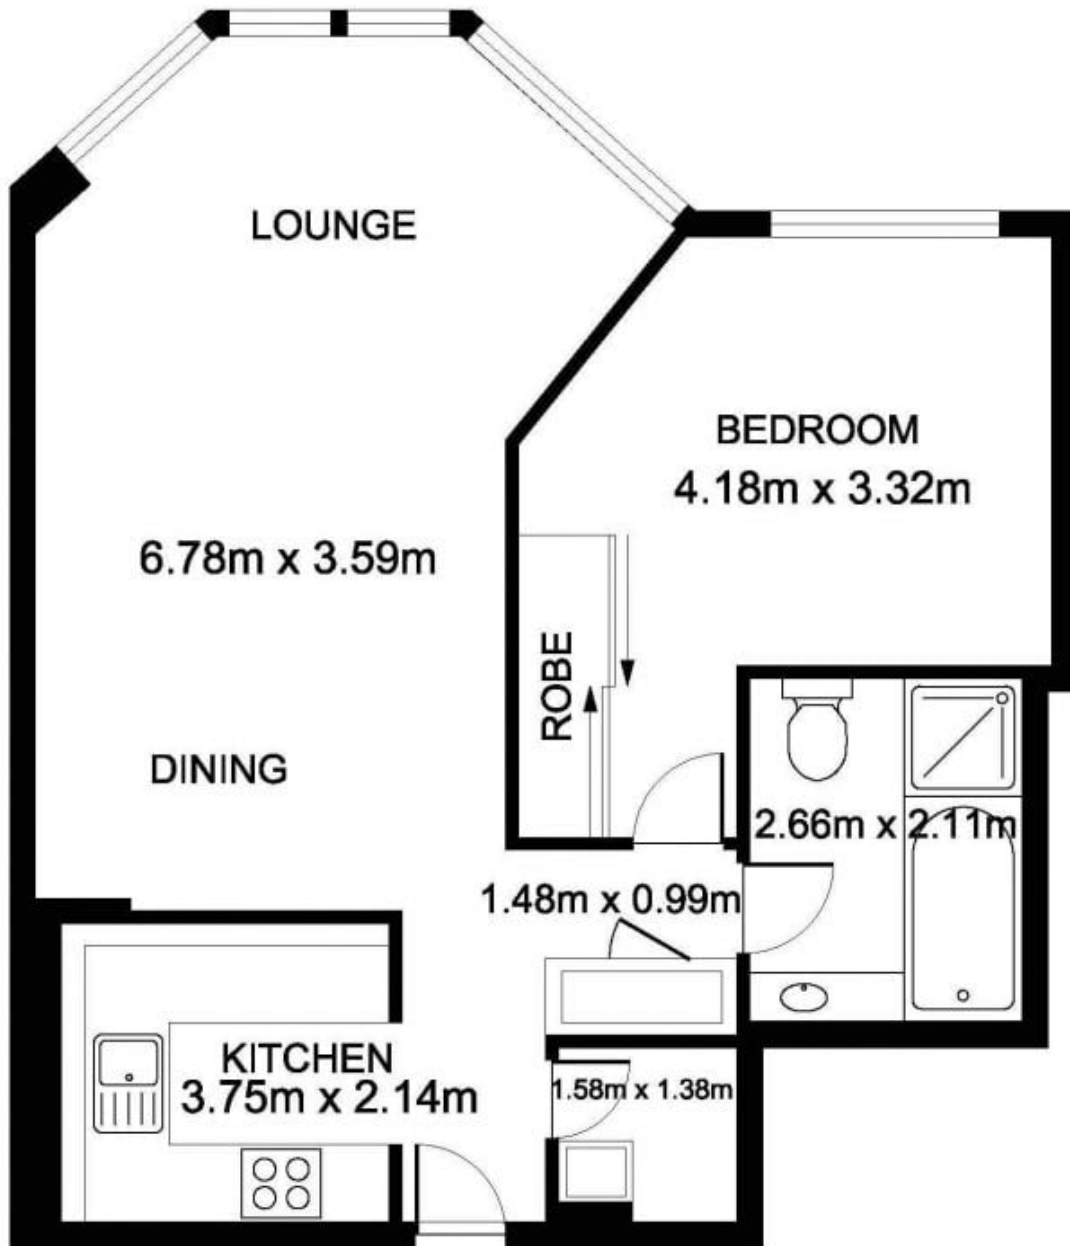 LOUNGE
BEDROOM
4.18m x 3.32m
6.78m x 3.59m
ROBE
DINING
2.66m x 2.11m
1.48m x 0.99m
KITCHEN
3.75m x 2.14m
1.58m x 1.38m